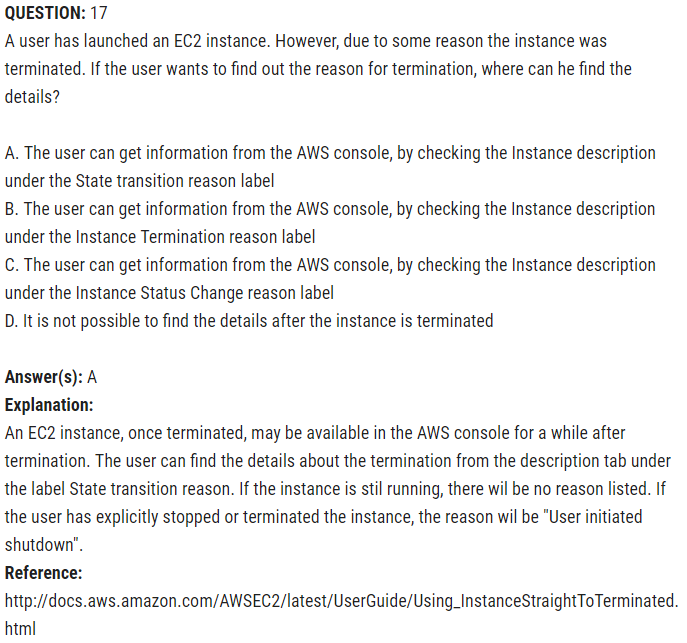 QUESTION: 17
A user has launched an EC2 instance. However, due to some reason the instance was
terminated. If the user wants to find out the reason for termination, where can he find the
details?
A. The user can get information from the AWS console, by checking the Instance description
under the State transition reason label
B. The user can get information from the AWS console, by checking the Instance description
under the Instance Termination reason label
C. The user can get information from the AWS console, by checking the Instance description
under the Instance Status Change reason label
D. It is not possible to find the details after the instance is terminated
Answer(s): A
Explanation:
An EC2 instance, once terminated, may be available in the AWS console for a while after
termination. The user can find the details about the termination from the description tab under
the label State transition reason. If the instance is stil running, there wil be no reason listed. If
the user has explicitly stopped or terminated the instance, the reason wil be "User initiated
shutdown".
Reference:
http://docs.aws.amazon.com/AWSEC2/latest/UserGuide/Using_InstanceStraightToTerminated.
html